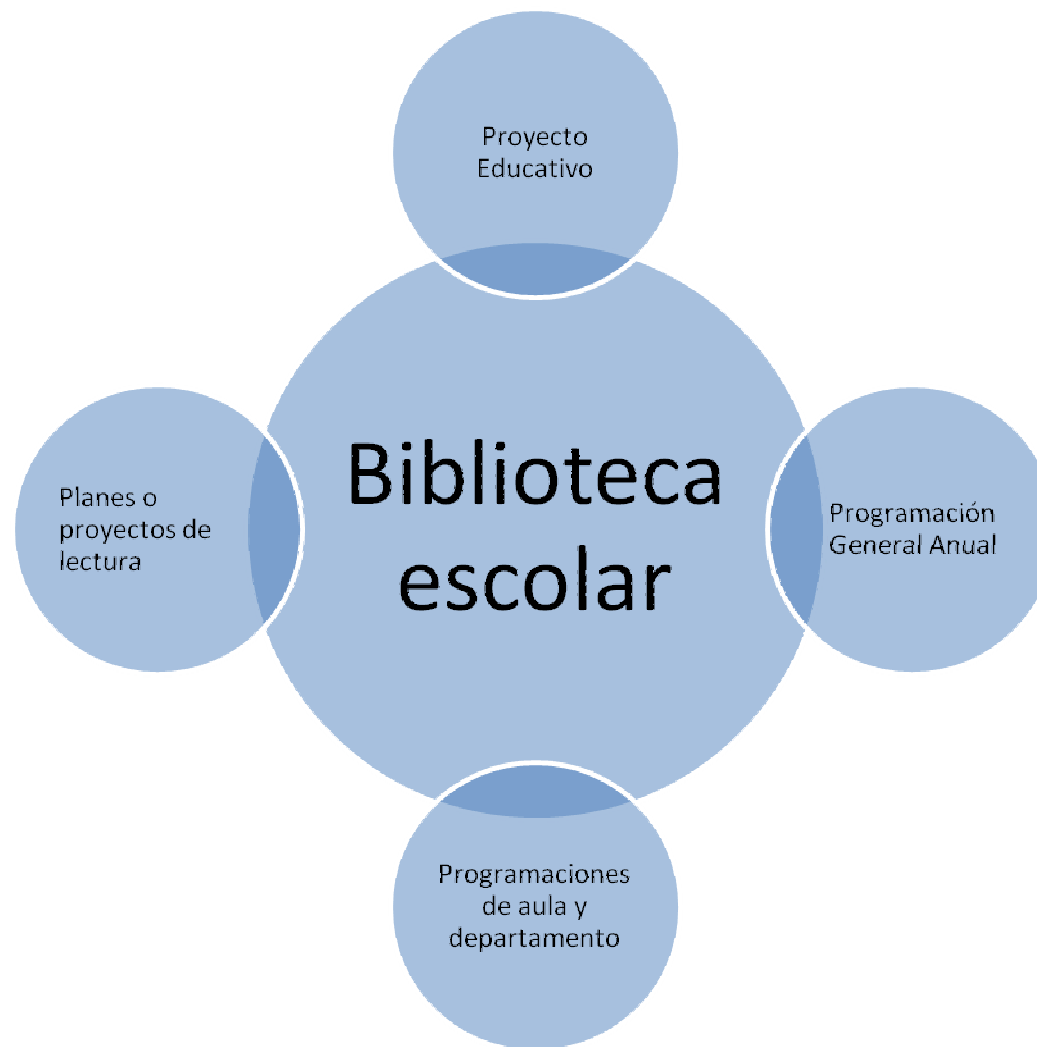 Proyecto
Educativo
Planes o
proyectos de
lectura
Biblioteca
escolar
Programación
General Anual
Programaciones
de aula y
departamento